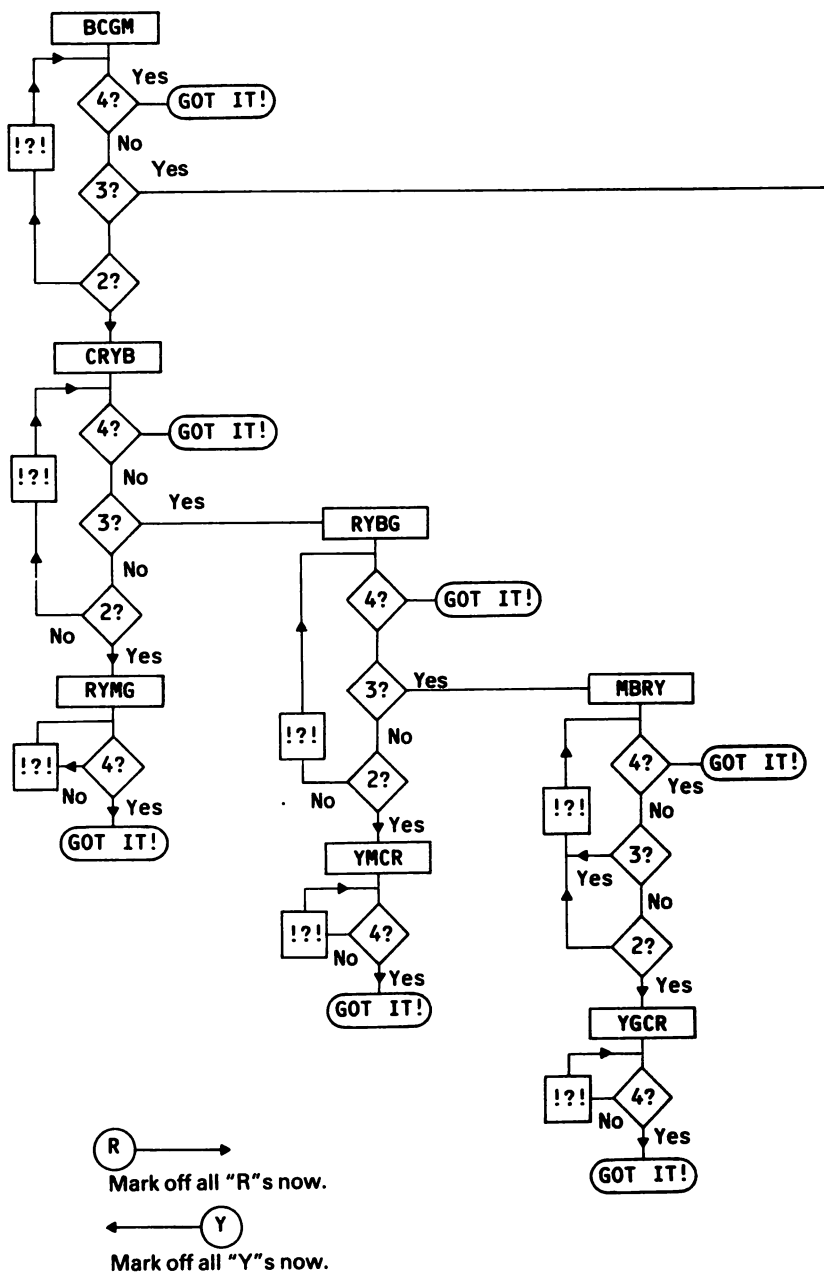 BCGM
Yes
4?
GOT IT!
!?!
No
Yes
3?
2?
CRYB
4?
GOT IT!
!?!
No
Yes
3?
RYBG
No
4?
GOT IT!
2?
No
Yes
RYMG
3?
Yes
MBRY
!?!
No
!?!
4?
No
2?
4?
GOT IT!
Yes
No
Yes
!?!
No
Yes
GOT IT!
YMCR
3?
Yes
No
!?!
4?
No
2?
Yes
Yes
GOT IT!
YGCR
!?!
4?
No
Yes
GOT IT!
R
Mark off all "R"s now.
Y
Mark off all "Y"s now.